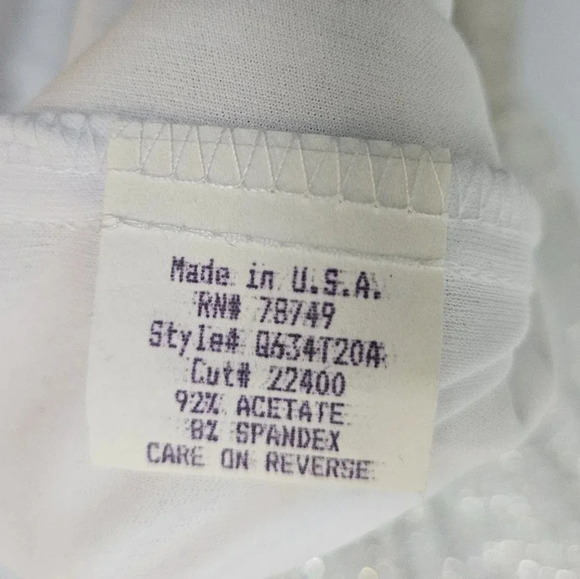 Made in U.S.A.
RN# 78749
Style# Q634T20A
Cut# 22400
92% ACETATE
8% SPANDEX
CARE ON REVERSE